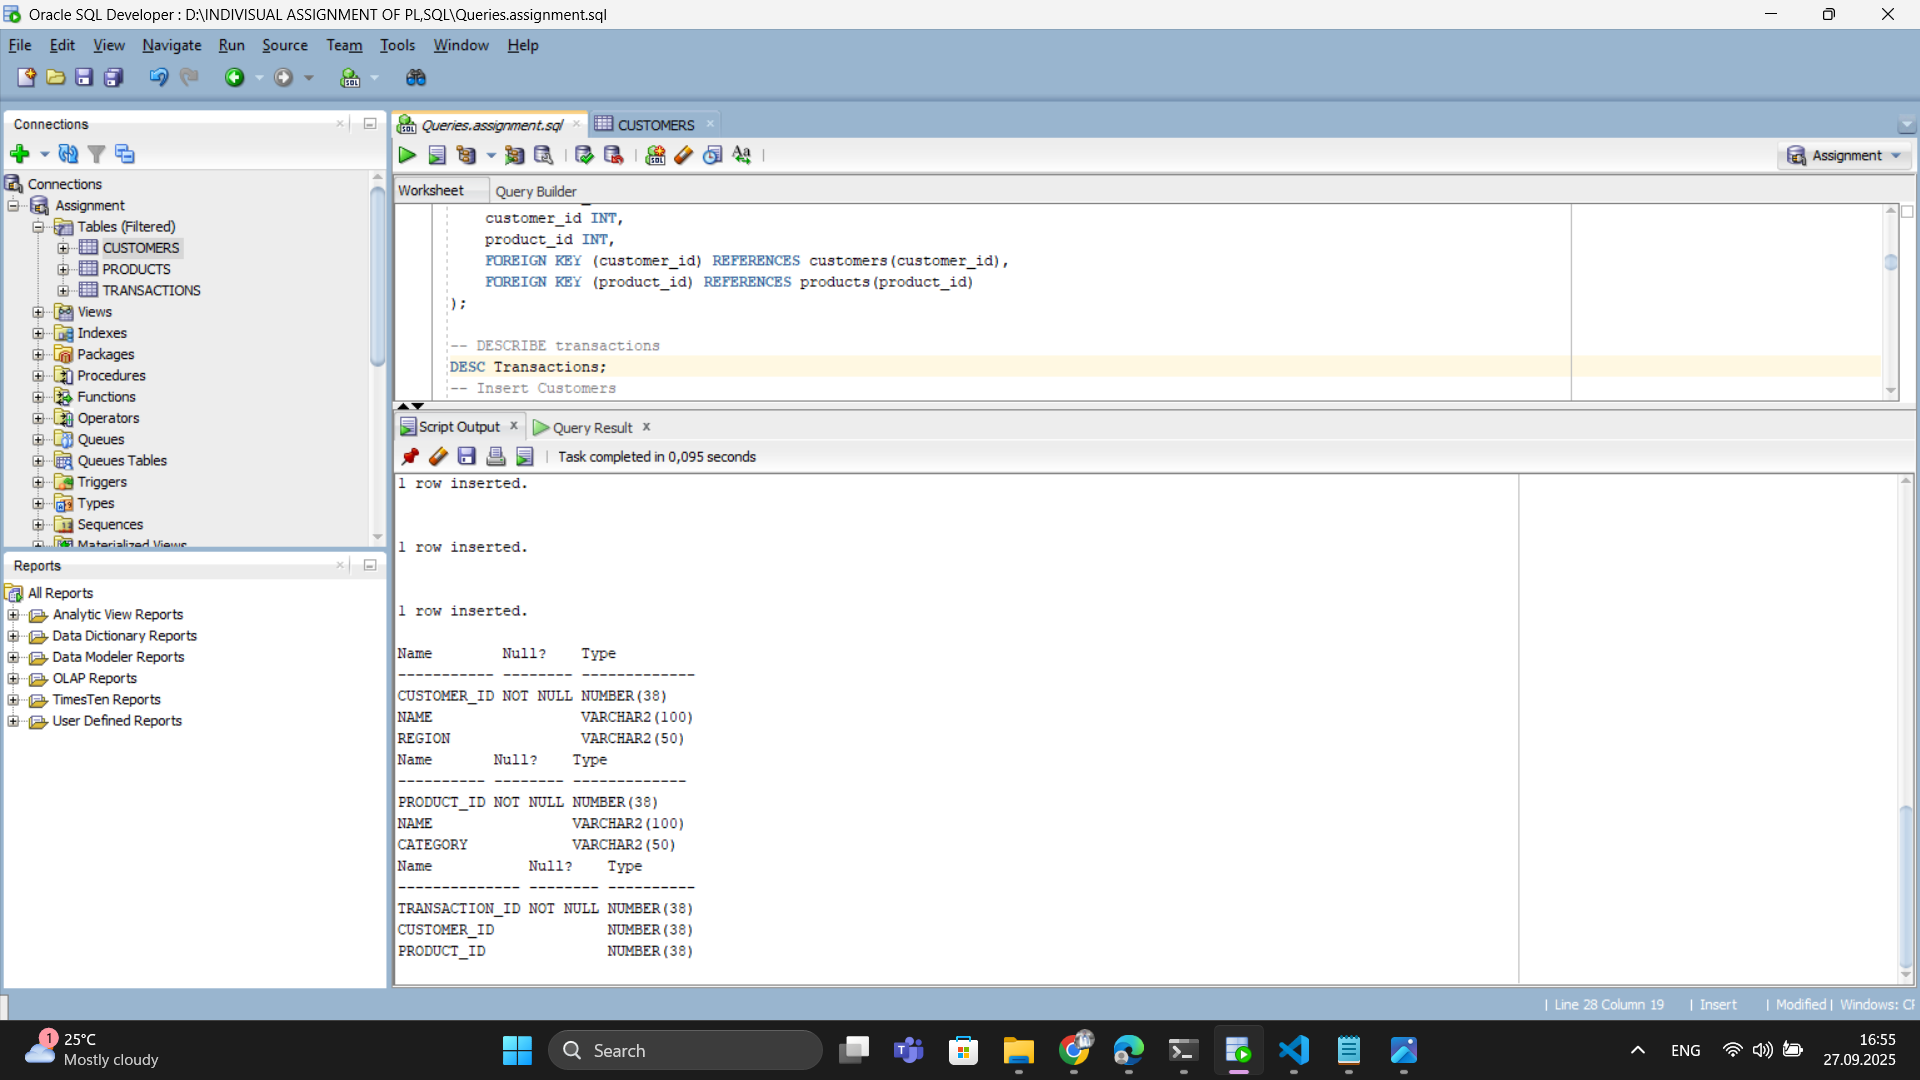 Oracle SQL Developer : D:\INDIVISUAL ASSIGNMENT OF PL,SQL\Queries.assignment.sql
File Edit View Navigate Run Source Team Tools Window Help
Connections
Connections
Assignment
Tables (Filtered)
CUSTOMERS
PRODUCTS
TRANSACTIONS
Views
Indexes
Packages
Procedures
Functions
Operators
Queues
Queues Tables
Triggers
Types
Sequences
Materialized Views
Reports
All Reports
Analytic View Reports
Data Dictionary Reports
Data Modeler Reports
OLAP Reports
TimesTen Reports
User Defined Reports
Queries.assignment.sql CUSTOMERS
Assignment
Worksheet Query Builder
customer_id INT,
product_id INT,
FOREIGN KEY (customer_id) REFERENCES customers(customer_id),
FOREIGN KEY (product_id) REFERENCES products(product_id)
);
-- DESCRIBE transactions
DESC Transactions;
-- Insert Customers
Script Output Query Result
Task completed in 0,095 seconds
1 row inserted.
1 row inserted.
1 row inserted.
Name        Null?    Type
----------- -------- -------------
CUSTOMER_ID NOT NULL NUMBER(38)
NAME                 VARCHAR2(100)
REGION               VARCHAR2(50)
Name       Null?    Type
---------- -------- -------------
PRODUCT_ID NOT NULL NUMBER(38)
NAME                VARCHAR2(100)
CATEGORY            VARCHAR2(50)
Name           Null?    Type
-------------- -------- ----------
TRANSACTION_ID NOT NULL NUMBER(38)
CUSTOMER_ID             NUMBER(38)
PRODUCT_ID              NUMBER(38)
| Line 28 Column 19 | Insert | Modified | Windows:
1
25°C
Mostly cloudy
Search
ENG
16:55
27.09.2025